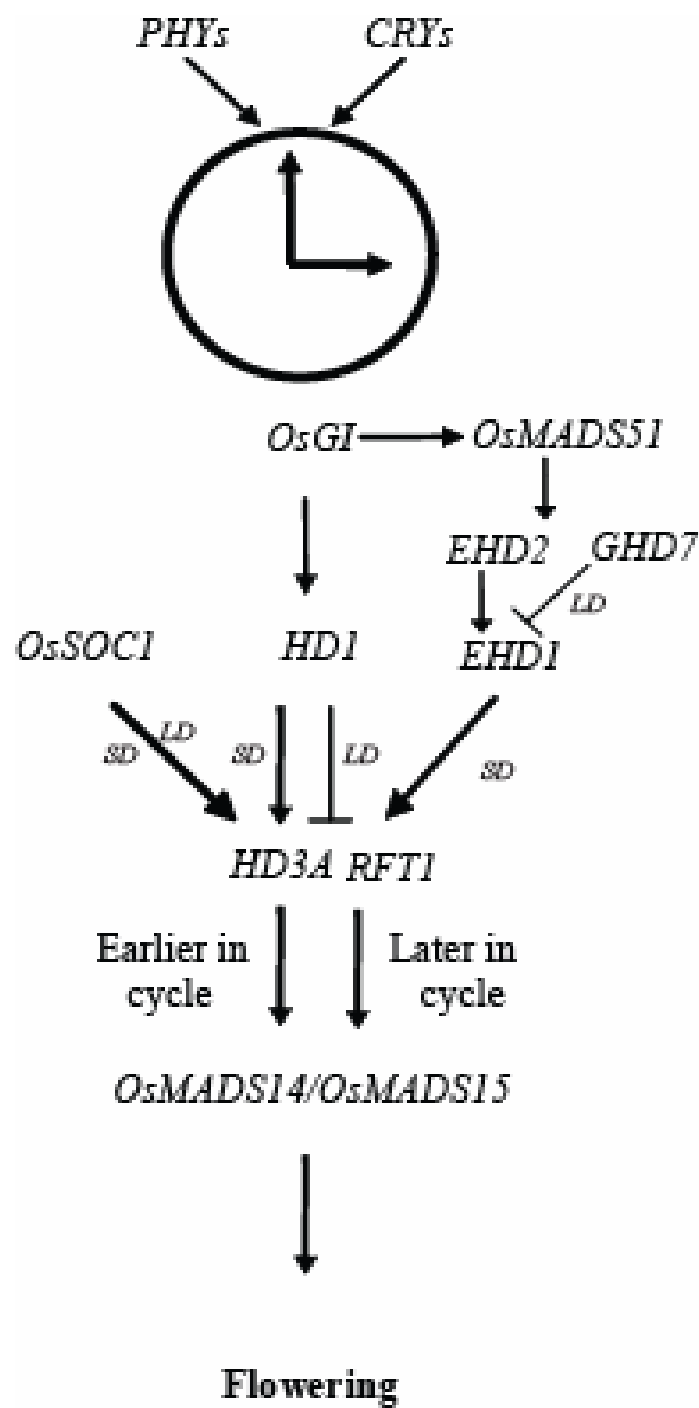 PHYs CRYs
OsGI OsMADS51
EHD2 GHD7
LD
OsSOC1 HD1 EHD1
SD LD SD LD SD
HD3A RFT1
Earlier in Later in
cycle cycle
OsMADS14/OsMADS15
Flowering